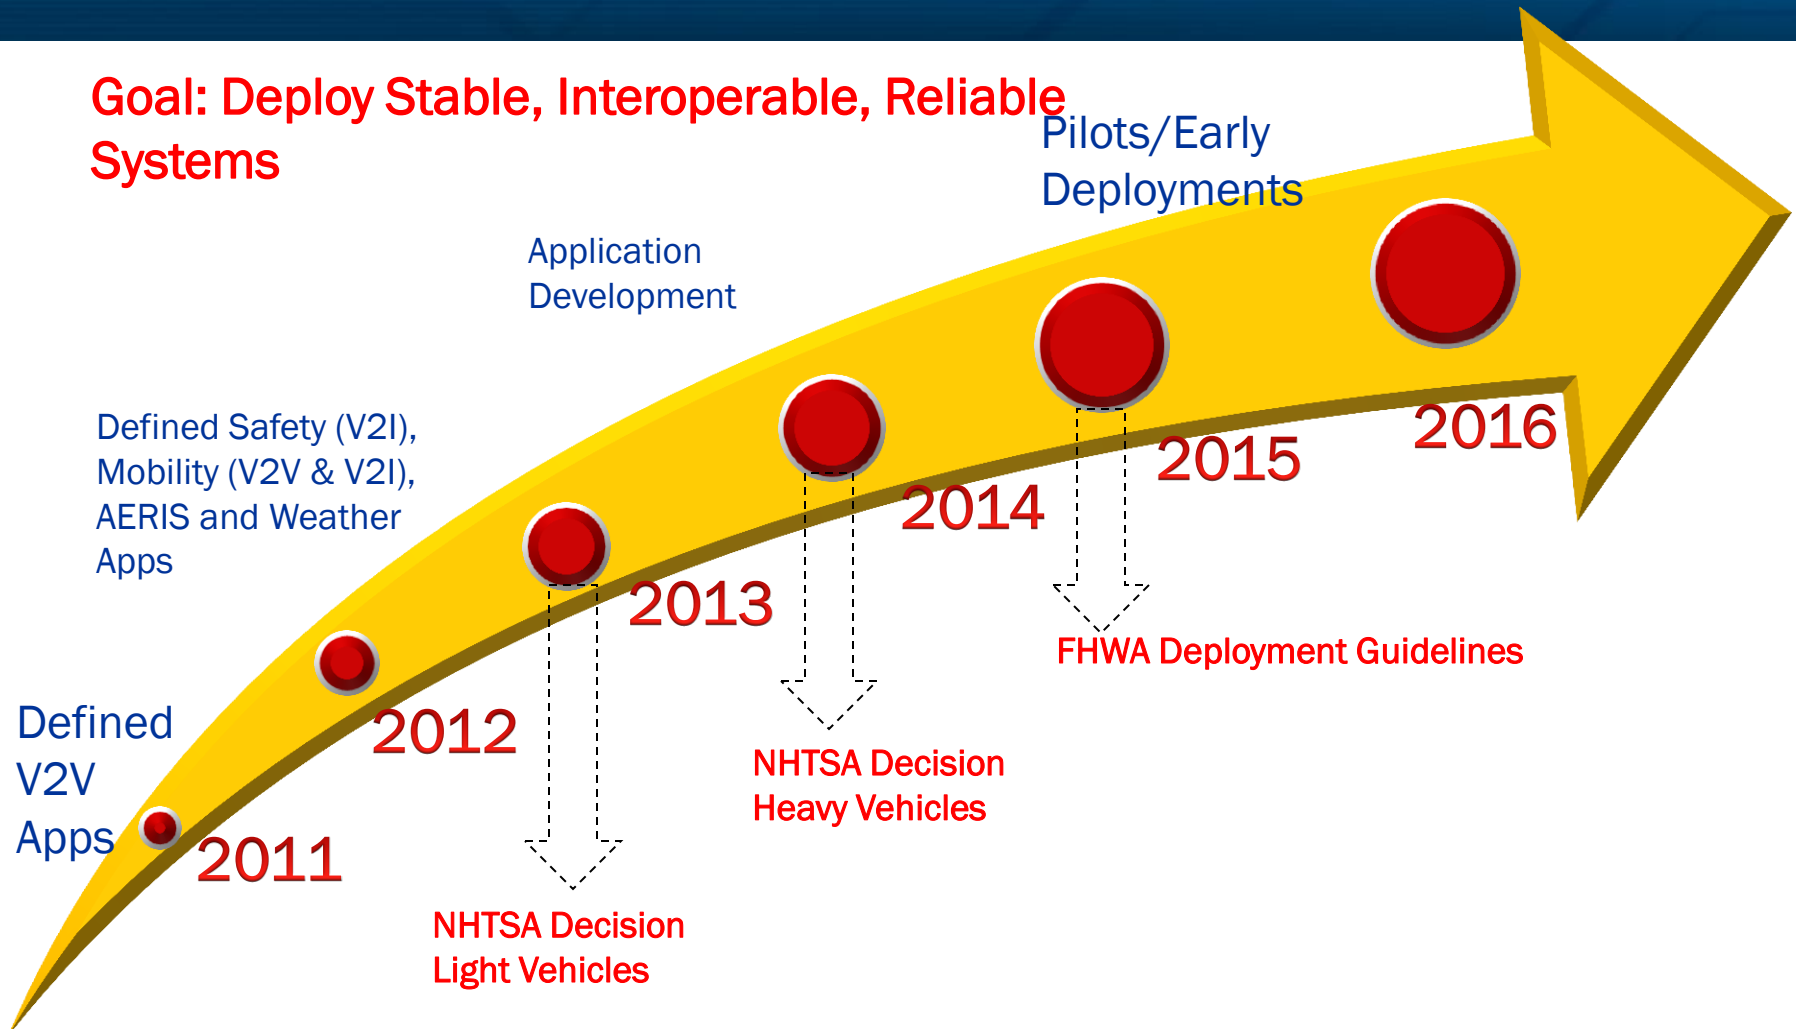 Goal: Deploy Stable, Interoperable, Reliable
Systems
Pilots/Early
Deployments
Application
Development
Defined Safety (V2I),
Mobility (V2V & V2I),
AERIS and Weather
Apps
Defined
V2V
Apps
2011
2012
2013
2014
2015
2016
NHTSA Decision
Light Vehicles
NHTSA Decision
Heavy Vehicles
FHWA Deployment Guidelines